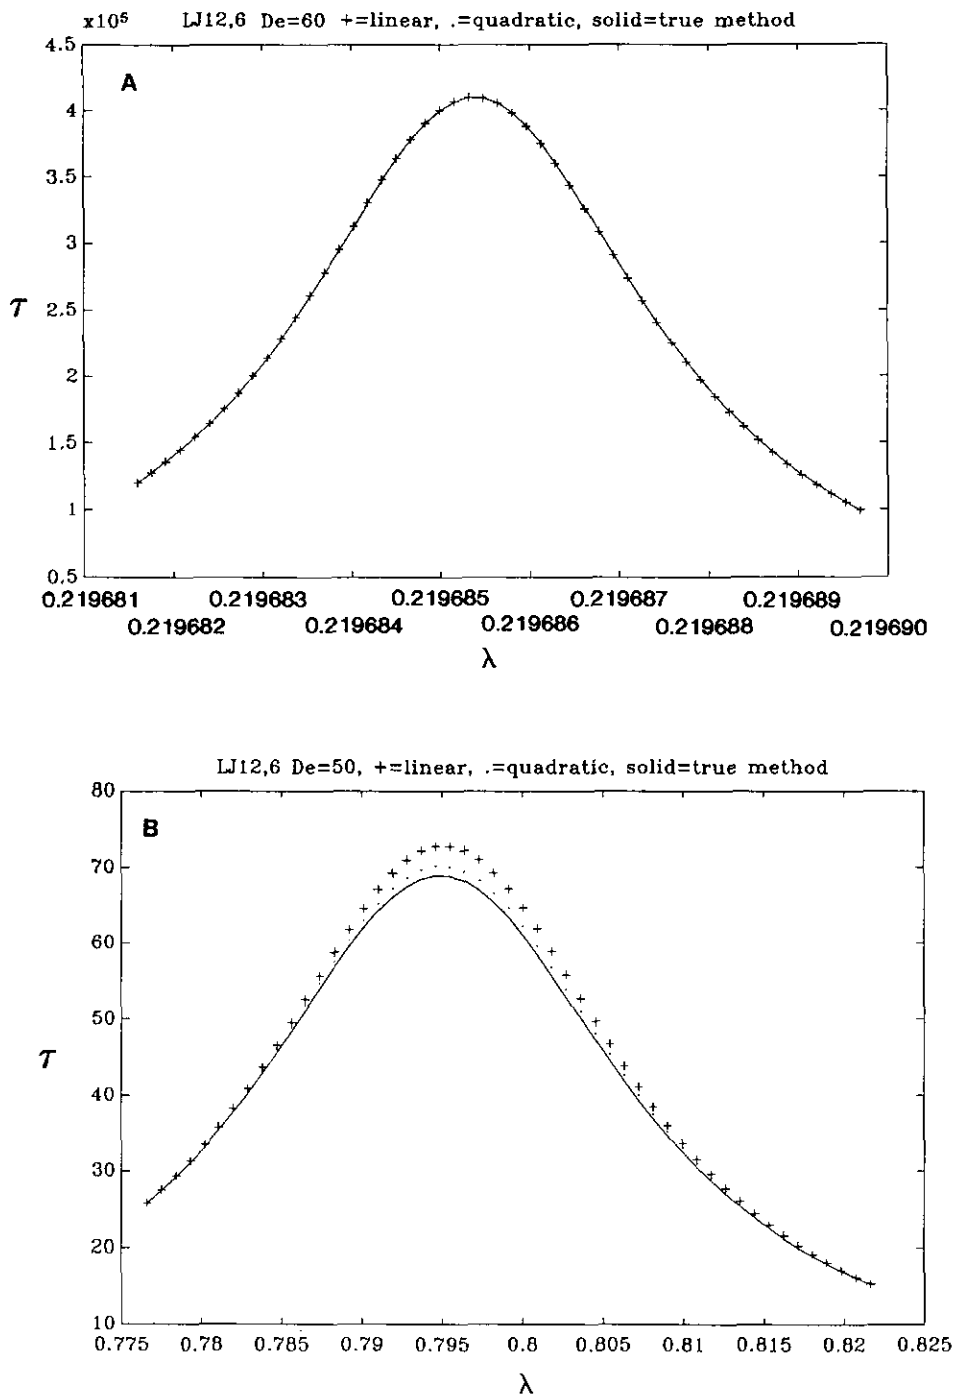 x10⁵ LJ12,6 De=60 +=linear, .=quadratic, solid=true method
A
4.5
4
3.5
3
2.5
2
1.5
1
0.5
τ
0.219681 0.219683 0.219685 0.219687 0.219689
0.219682 0.219684 0.219686 0.219688 0.219690
λ
LJ12,6 De=50, +=linear, .=quadratic, solid=true method
B
80
70
60
50
40
30
20
10
τ
0.775 0.78 0.785 0.79 0.795 0.8 0.805 0.81 0.815 0.82 0.825
λ